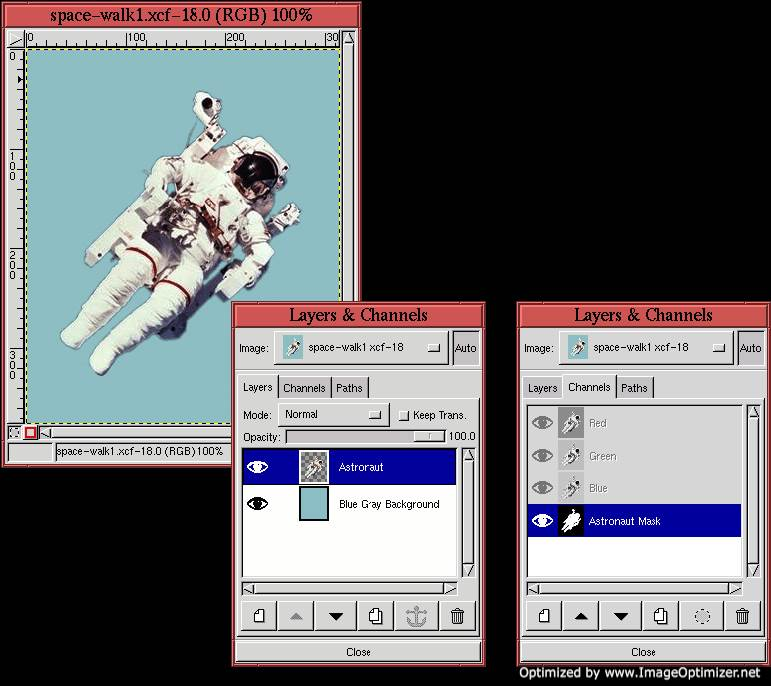 space-walk1.xcf-18.0 (RGB) 100%
0 100 200 30
0
100
200
300
space-walk1.xcf-18.0 (RGB) 100%
Layers & Channels
Image: space-walk1.xcf-18 Auto
Layers Channels Paths
Mode: Normal Keep Trans.
Opacity: 100.0
Astronaut
Blue Gray Background
Close
Layers & Channels
Image: space-walk1.xcf-18 Auto
Layers Channels Paths
Red
Green
Blue
Astronaut Mask
Close
Optimized by www.ImageOptimizer.net